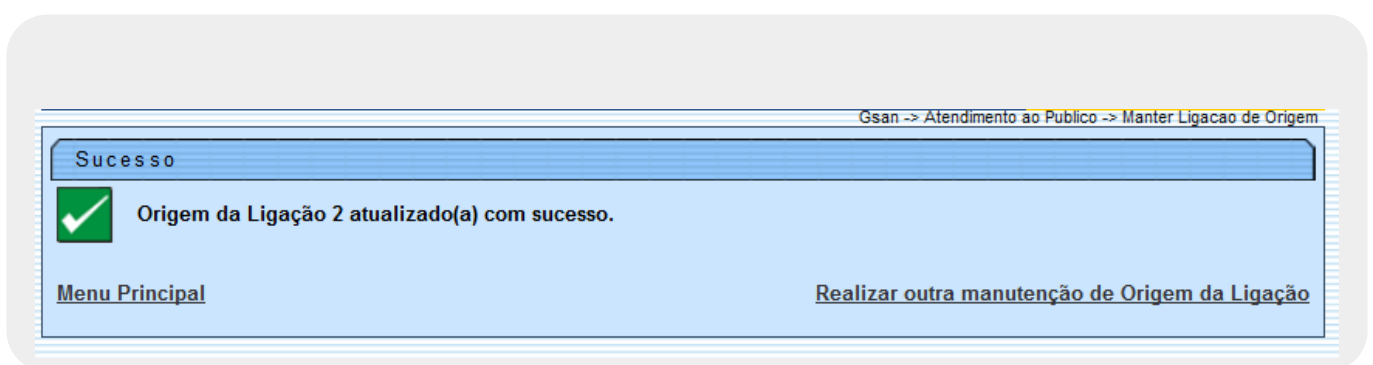 Gsan -> Atendimento ao Publico -> Manter Ligacao de Origem
Sucesso
Origem da Ligação 2 atualizado(a) com sucesso.
Menu Principal
Realizar outra manutenção de Origem da Ligação